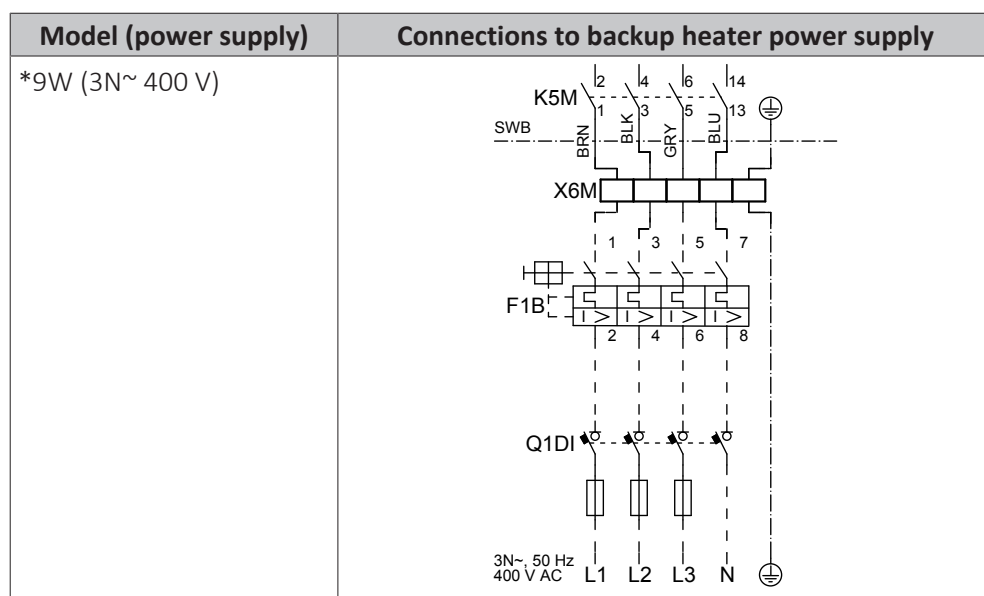 Model (power supply) Connections to backup heater power supply
*9W (3N~ 400 V)
2 4 6 14
K5M
1 3 5 13
SWB
BRN BLK GRY BLU
X6M
1 3 5 7
F1B
I > I > I > I >
2 4 6 8
Q1DI
3N~, 50 Hz
400 V AC L1 L2 L3 N